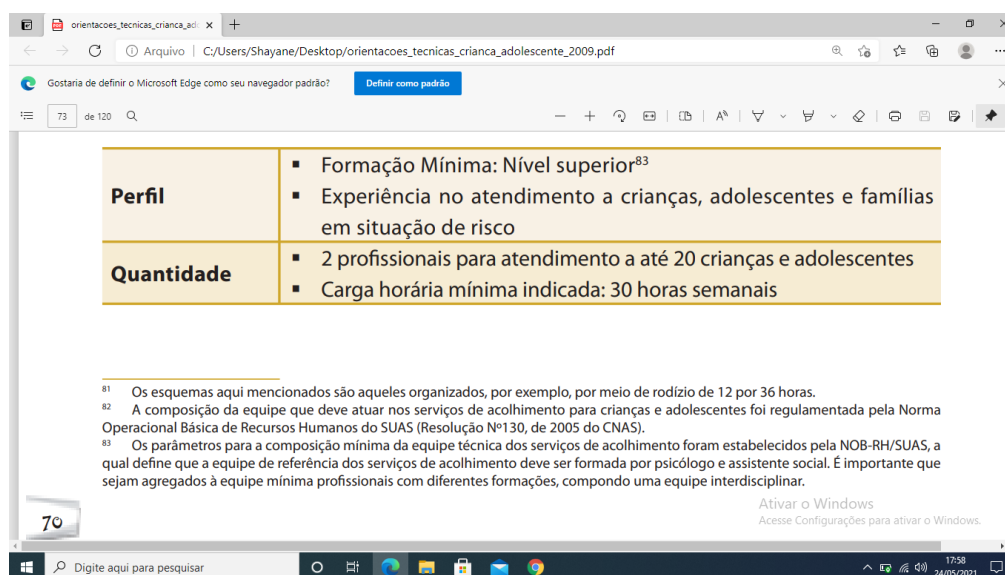 orientacoes_tecnicas_crianca_ad
Arquivo | C:/Users/Shayane/Desktop/orientacoes_tecnicas_crianca_adolescente_2009.pdf
Gostaria de definir o Microsoft Edge como seu navegador padrão? Definir como padrão
73 de 120
▪ Formação Mínima: Nível superior83
Perfil
▪ Experiência no atendimento a crianças, adolescentes e famílias
em situação de risco
▪ 2 profissionais para atendimento a até 20 crianças e adolescentes
Quantidade
▪ Carga horária mínima indicada: 30 horas semanais
81 Os esquemas aqui mencionados são aqueles organizados, por exemplo, por meio de rodízio de 12 por 36 horas.
82 A composição da equipe que deve atuar nos serviços de acolhimento para crianças e adolescentes foi regulamentada pela Norma
Operacional Básica de Recursos Humanos do SUAS (Resolução Nº130, de 2005 do CNAS).
83 Os parâmetros para a composição mínima da equipe técnica dos serviços de acolhimento foram estabelecidos pela NOB-RH/SUAS, a
qual define que a equipe de referência dos serviços de acolhimento deve ser formada por psicólogo e assistente social. É importante que
sejam agregados à equipe mínima profissionais com diferentes formações, compondo uma equipe interdisciplinar.
Ativar o Windows
Acesse Configurações para ativar o Windows.
70
Digite aqui para pesquisar
17:58
24/05/2021